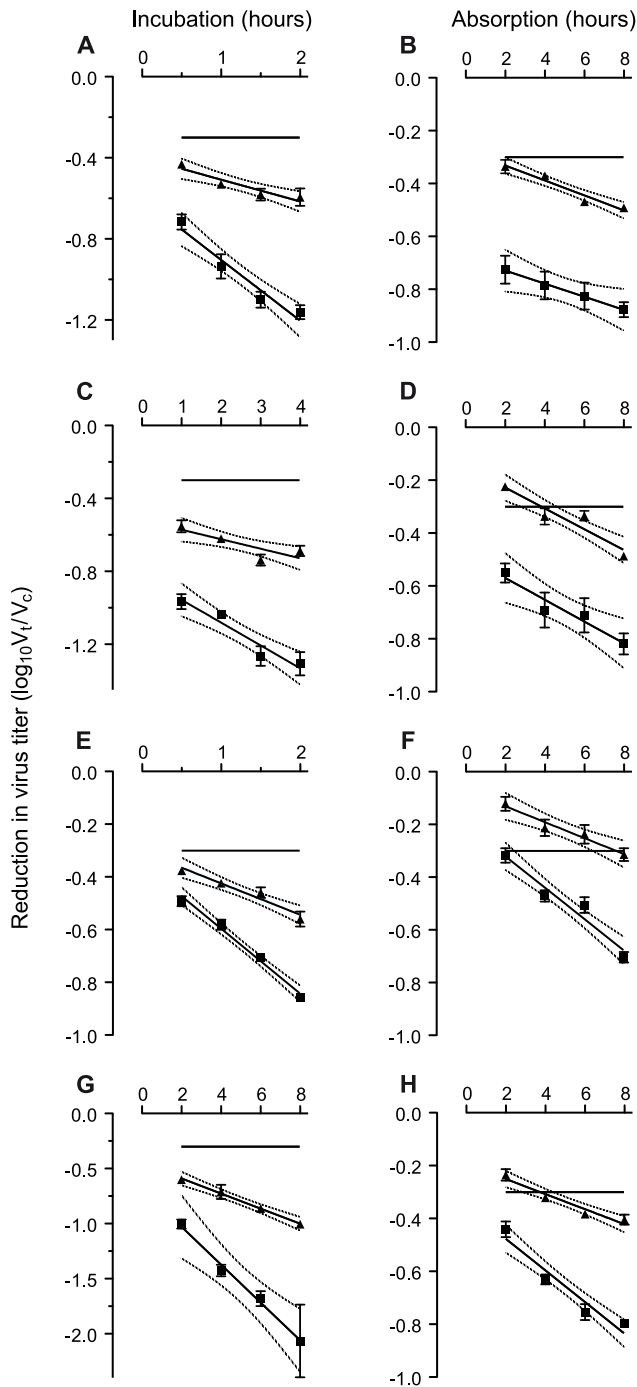 Incubation (hours)
Absorption (hours)
A
0 1 2
0.0
-0.4
-0.8
-1.2
B
0 2 4 6 8
0.0
-0.2
-0.4
-0.6
-0.8
-1.0
C
0 1 2 3 4
0.0
-0.4
-0.8
-1.2
D
0 2 4 6 8
0.0
-0.2
-0.4
-0.6
-0.8
-1.0
Reduction in virus titer (log10Vt/Vc)
E
0 1 2
0.0
-0.2
-0.4
-0.6
-0.8
-1.0
F
0 2 4 6 8
0.0
-0.2
-0.4
-0.6
-0.8
-1.0
G
0 2 4 6 8
0.0
-0.5
-1.0
-1.5
-2.0
H
0 2 4 6 8
0.0
-0.2
-0.4
-0.6
-0.8
-1.0